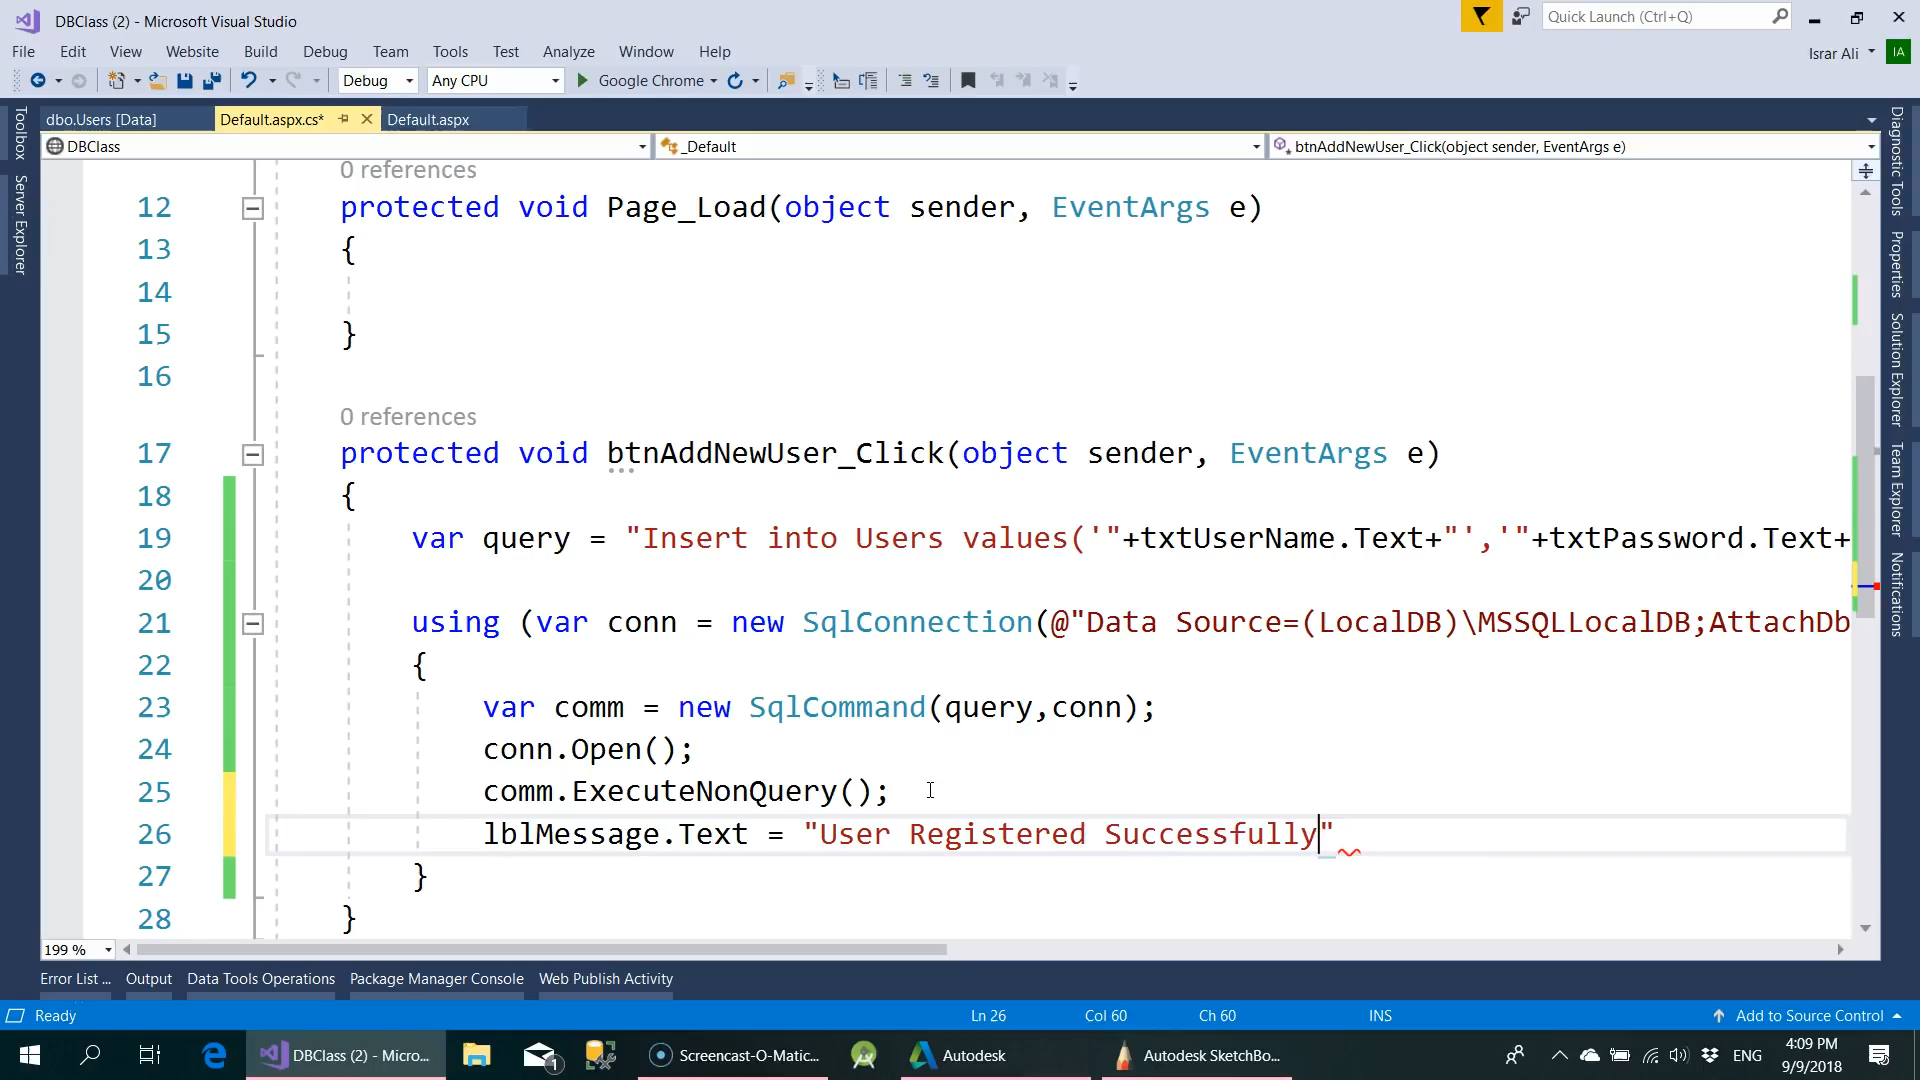 DBClass (2) - Microsoft Visual Studio
Quick Launch (Ctrl+Q)
File Edit View Website Build Debug Team Tools Test Analyze Window Help
Israr Ali
IA
Debug
Any CPU
Google Chrome
dbo.Users [Data]
Default.aspx.cs*
Default.aspx
DBClass
_Default
btnAddNewUser_Click(object sender, EventArgs e)
Toolbox
Server Explorer
0 references
12 protected void Page_Load(object sender, EventArgs e)
13 {
14
15 }
16
0 references
17 protected void btnAddNewUser_Click(object sender, EventArgs e)
18 {
19 var query = "Insert into Users values('"+txtUserName.Text+"','"+txtPassword.Text+
20
21 using (var conn = new SqlConnection(@"Data Source=(LocalDB)\MSSQLLocalDB;AttachDb
22 {
23 var comm = new SqlCommand(query,conn);
24 conn.Open();
25 comm.ExecuteNonQuery();
26 lblMessage.Text = "User Registered Successfully"
27 }
28 }
Diagnostic Tools
Properties
Solution Explorer
Team Explorer
Notifications
199 %
Error List ... Output Data Tools Operations Package Manager Console Web Publish Activity
Ready
Ln 26
Col 60
Ch 60
INS
Add to Source Control
DBClass (2) - Micro...
1
Screencast-O-Matic...
Autodesk
Autodesk SketchBo...
ENG
4:09 PM
9/9/2018